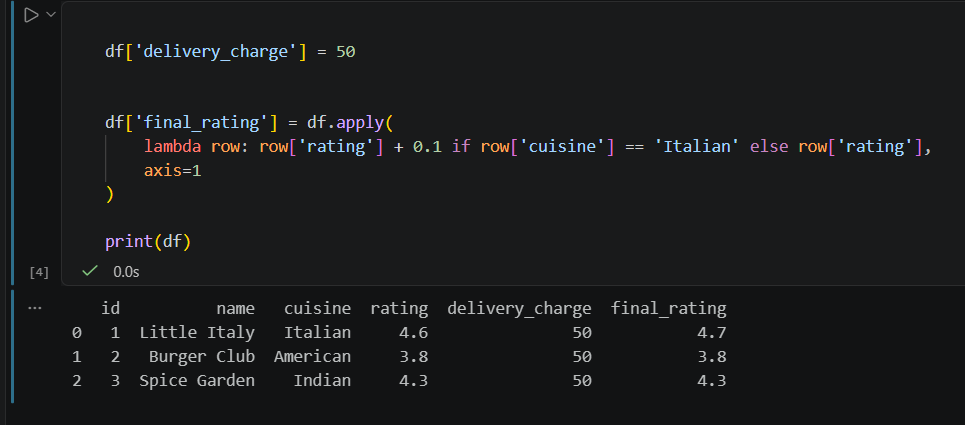 df['delivery_charge'] = 50
df['final_rating'] = df.apply(
    lambda row: row['rating'] + 0.1 if row['cuisine'] == 'Italian' else row['rating'],
    axis=1
)
print(df)
[4] 0.0s
... id name cuisine rating delivery_charge final_rating
0 1 Little Italy Italian 4.6 50 4.7
1 2 Burger Club American 3.8 50 3.8
2 3 Spice Garden Indian 4.3 50 4.3